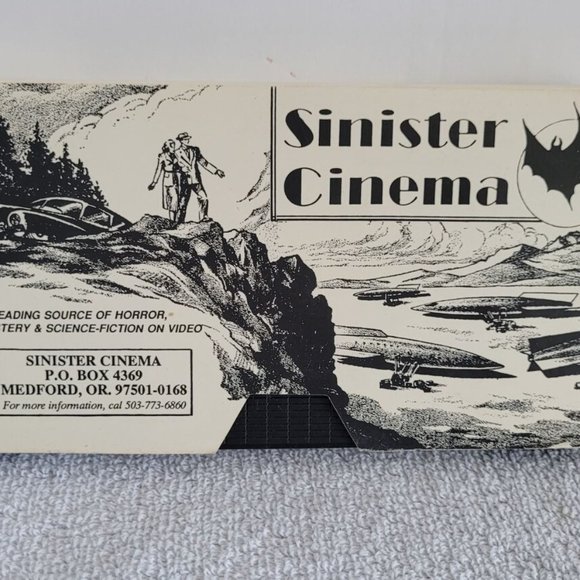 Sinister
Cinema
EADING SOURCE OF HORROR,
TERY & SCIENCE-FICTION ON VIDEO
SINISTER CINEMA
P.O. BOX 4369
MEDFORD, OR. 97501-0168
For more information, cal 503-773-6860